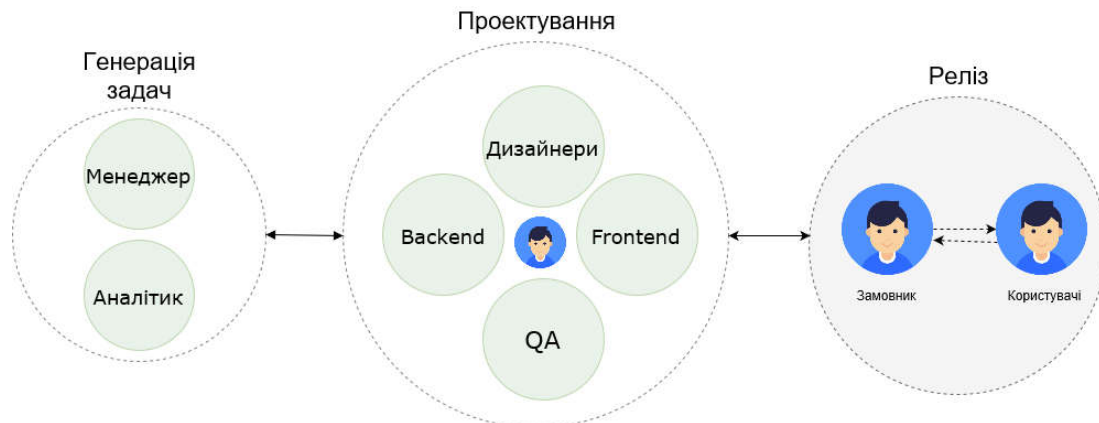 Генерація
задач
Менеджер
Аналітик
Проектування
Дизайнери
Backend
Frontend
QA
Реліз
Замовник
Користувачі